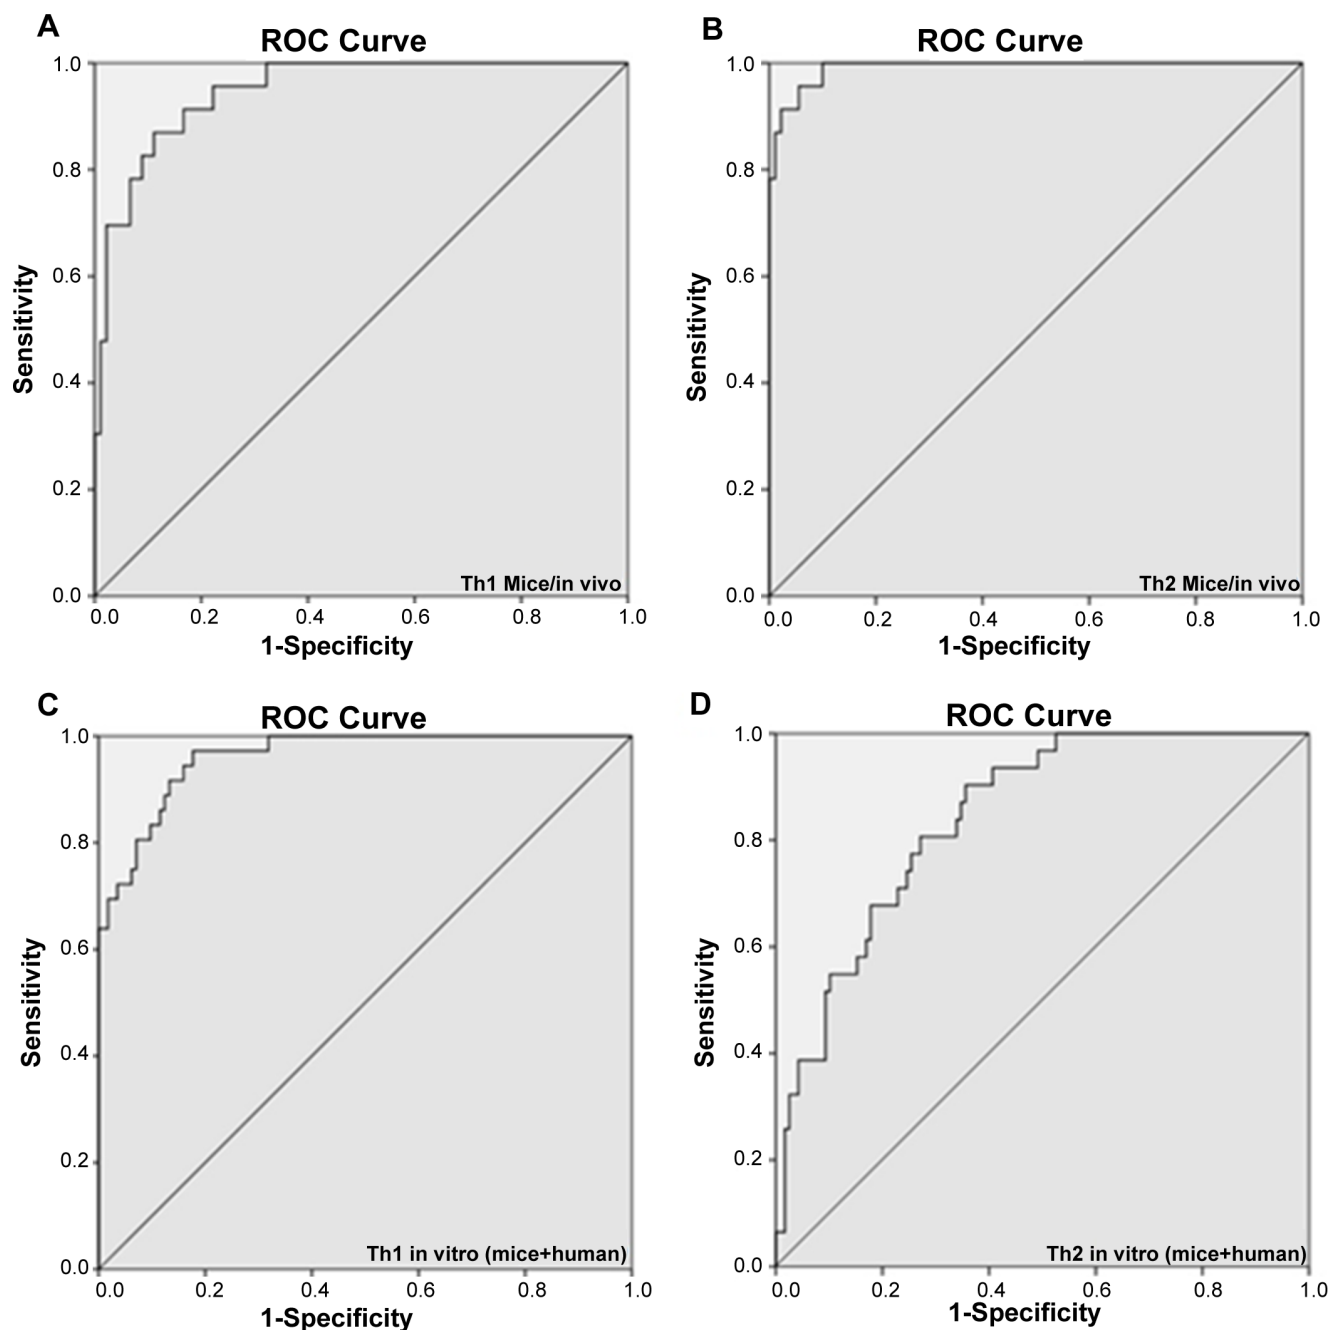 A
ROC Curve
1.0
0.8
0.6
0.4
0.2
0.0
Sensitivity
Th1 Mice/in vivo
0.0 0.2 0.4 0.6 0.8 1.0
1-Specificity
B
ROC Curve
1.0
0.8
0.6
0.4
0.2
0.0
Sensitivity
Th2 Mice/in vivo
0.0 0.2 0.4 0.6 0.8 1.0
1-Specificity
C
ROC Curve
1.0
0.8
0.6
0.4
0.2
0.0
Sensitivity
Th1 in vitro (mice+human)
0.0 0.2 0.4 0.6 0.8 1.0
1-Specificity
D
ROC Curve
1.0
0.8
0.6
0.4
0.2
0.0
Sensitivity
Th2 in vitro (mice+human)
0.0 0.2 0.4 0.6 0.8 1.0
1-Specificity